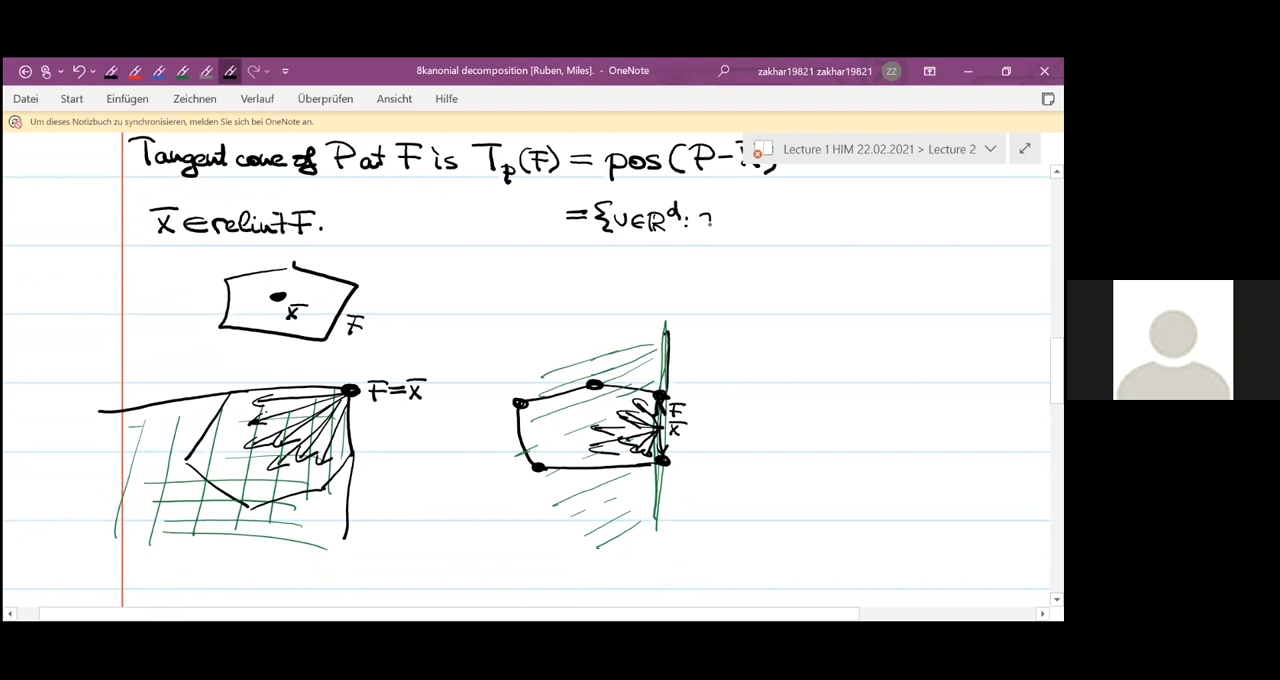 8kanonial decomposition [Ruben, Miles]. - OneNote
zakhar19821 zakhar19821
ZZ
Datei Start Einfügen Zeichnen Verlauf Überprüfen Ansicht Hilfe
Um dieses Notizbuch zu synchronisieren, melden Sie sich bei OneNote an.
Lecture 1 HIM 22.02.2021 > Lecture 2
Tangent cone of P at F is T_P(F) = pos(P-
x̄ ∈ relint F.
= {v∈ℝ^d:
x̄
F
F=x̄
F
x̄